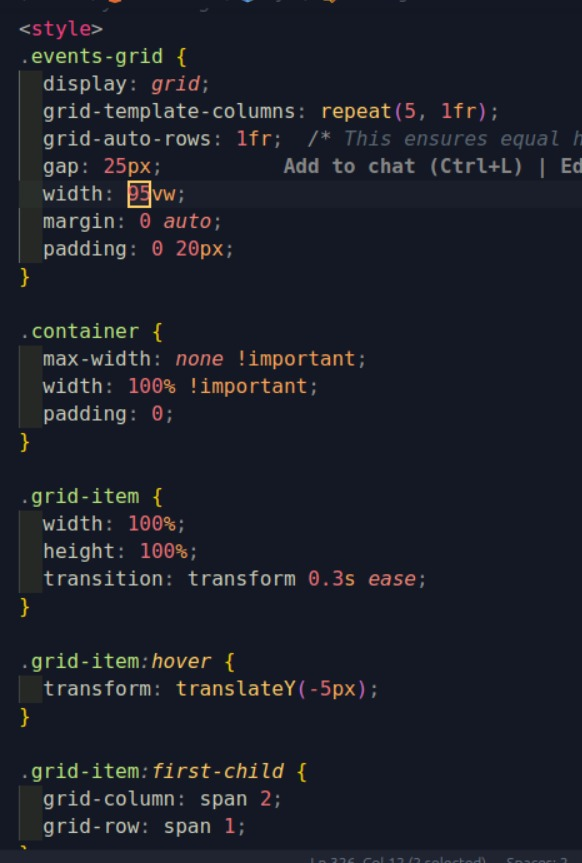 <style>
.events-grid {
display: grid;
grid-template-columns: repeat(5, 1fr);
grid-auto-rows: 1fr; /* This ensures equal h
gap: 25px; Add to chat (Ctrl+L) | Ed
width: 95vw;
margin: 0 auto;
padding: 0 20px;
}
.container {
max-width: none !important;
width: 100% !important;
padding: 0;
}
.grid-item {
width: 100%;
height: 100%;
transition: transform 0.3s ease;
}
.grid-item:hover {
transform: translateY(-5px);
}
.grid-item:first-child {
grid-column: span 2;
grid-row: span 1;